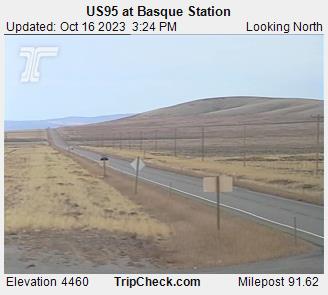 US95 at Basque Station
Updated: Oct 16 2023 3:24 PM Looking North
Elevation 4460 TripCheck.com Milepost 91.62